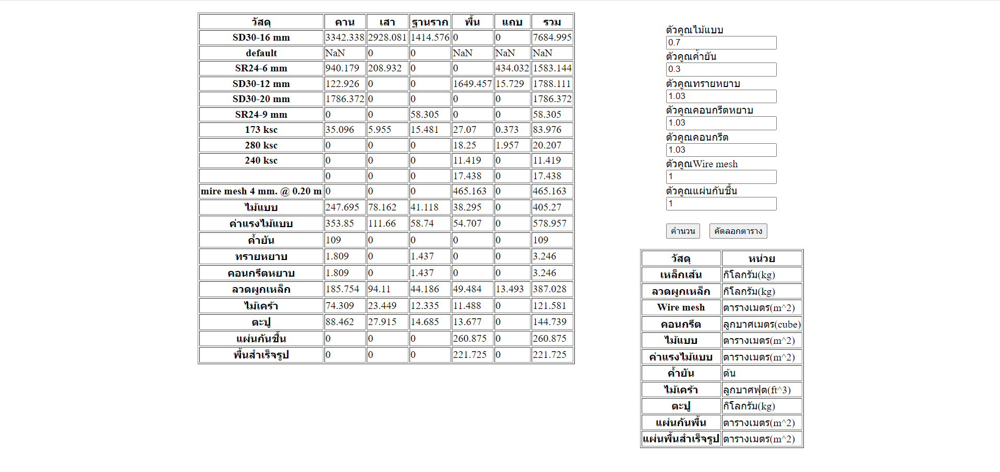 วัสดุ คาน เสา ฐานราก พื้น แถบ รวม
SD30-16 mm 3342.338 2928.081 1414.576 0 0 7684.995
default NaN 0 0 NaN NaN NaN
SR24-6 mm 940.179 208.932 0 0 434.032 1583.144
SD30-12 mm 122.926 0 0 1649.457 15.729 1788.111
SD30-20 mm 1786.372 0 0 0 0 1786.372
SR24-9 mm 0 0 58.305 0 0 58.305
173 ksc 35.096 5.955 15.481 27.07 0.373 83.976
280 ksc 0 0 0 18.25 1.957 20.207
240 ksc 0 0 0 11.419 0 11.419
0 0 0 17.438 0 17.438
mire mesh 4 mm. @ 0.20 m 0 0 0 465.163 0 465.163
ไม้แบบ 247.695 78.162 41.118 38.295 0 405.27
ค่าแรงไม้แบบ 353.85 111.66 58.74 54.707 0 578.957
ค้ำยัน 109 0 0 0 0 109
ทรายหยาบ 1.809 0 1.437 0 0 3.246
คอนกรีตหยาบ 1.809 0 1.437 0 0 3.246
ลวดผูกเหล็ก 185.754 94.11 44.186 49.484 13.493 387.028
ไม้เคร้า 74.309 23.449 12.335 11.488 0 121.581
ตะปู 88.462 27.915 14.685 13.677 0 144.739
แผ่นกันชื้น 0 0 0 260.875 0 260.875
พื้นสำเร็จรูป 0 0 0 221.725 0 221.725
ตัวคูณไม้แบบ
0.7
ตัวคูณค้ำยัน
0.3
ตัวคูณทรายหยาบ
1.03
ตัวคูณคอนกรีตหยาบ
1.03
ตัวคูณคอนกรีต
1.03
ตัวคูณWire mesh
1
ตัวคูณแผ่นกันชื้น
1
คำนวน คัดลอกตาราง
วัสดุ หน่วย
เหล็กเส้น กิโลกรัม(kg)
ลวดผูกเหล็ก กิโลกรัม(kg)
Wire mesh ตารางเมตร(m^2)
คอนกรีต ลูกบาศเมตร(cube)
ไม้แบบ ตารางเมตร(m^2)
ค่าแรงไม้แบบ ตารางเมตร(m^2)
ค้ำยัน ต้น
ไม้เคร้า ลูกบาศฟุต(ft^3)
ตะปู กิโลกรัม(kg)
แผ่นกันพื้น ตารางเมตร(m^2)
แผ่นพื้นสำเร็จรูป ตารางเมตร(m^2)